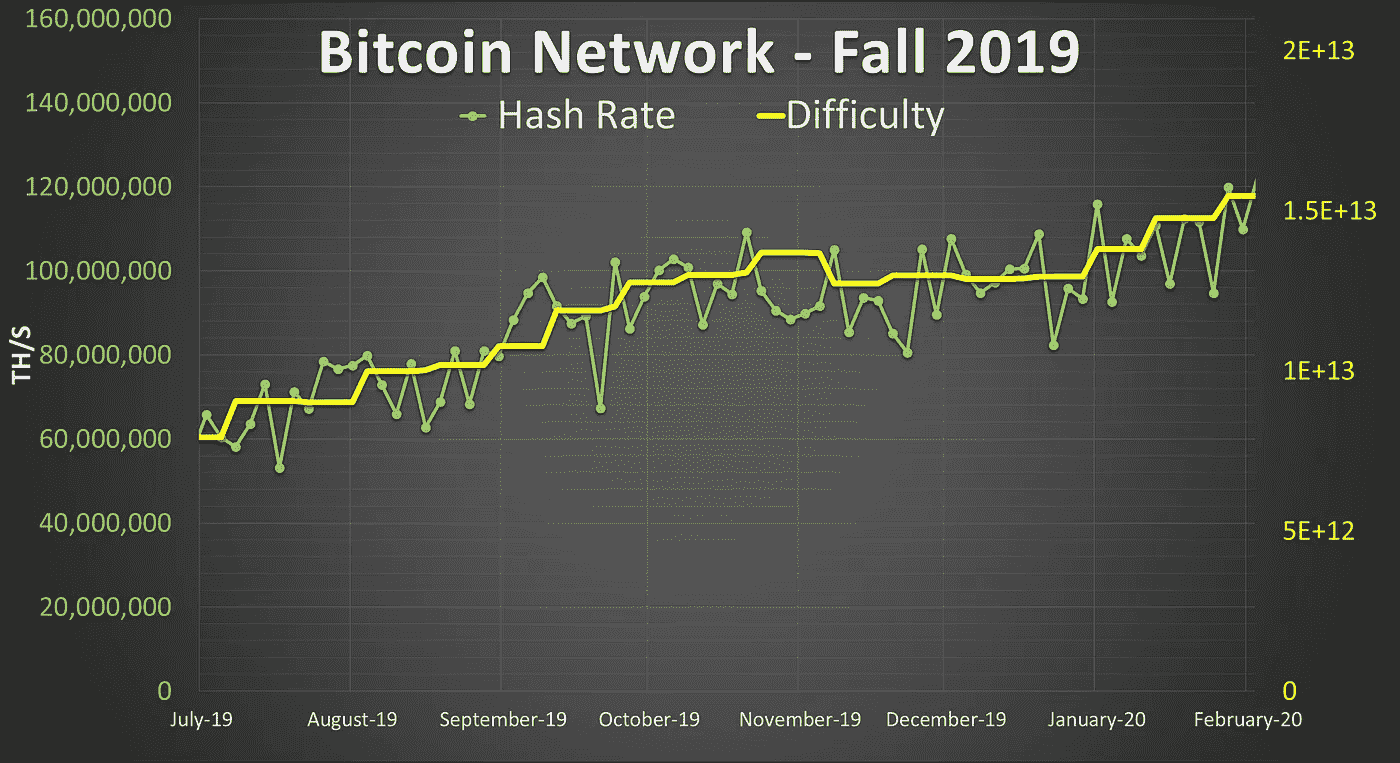 Bitcoin Network - Fall 2019
Hash Rate Difficulty
160,000,000
140,000,000
120,000,000
100,000,000
80,000,000
60,000,000
40,000,000
20,000,000
0
TH/S
2E+13
1.5E+13
1E+13
5E+12
0
July-19 August-19 September-19 October-19 November-19 December-19 January-20 February-20